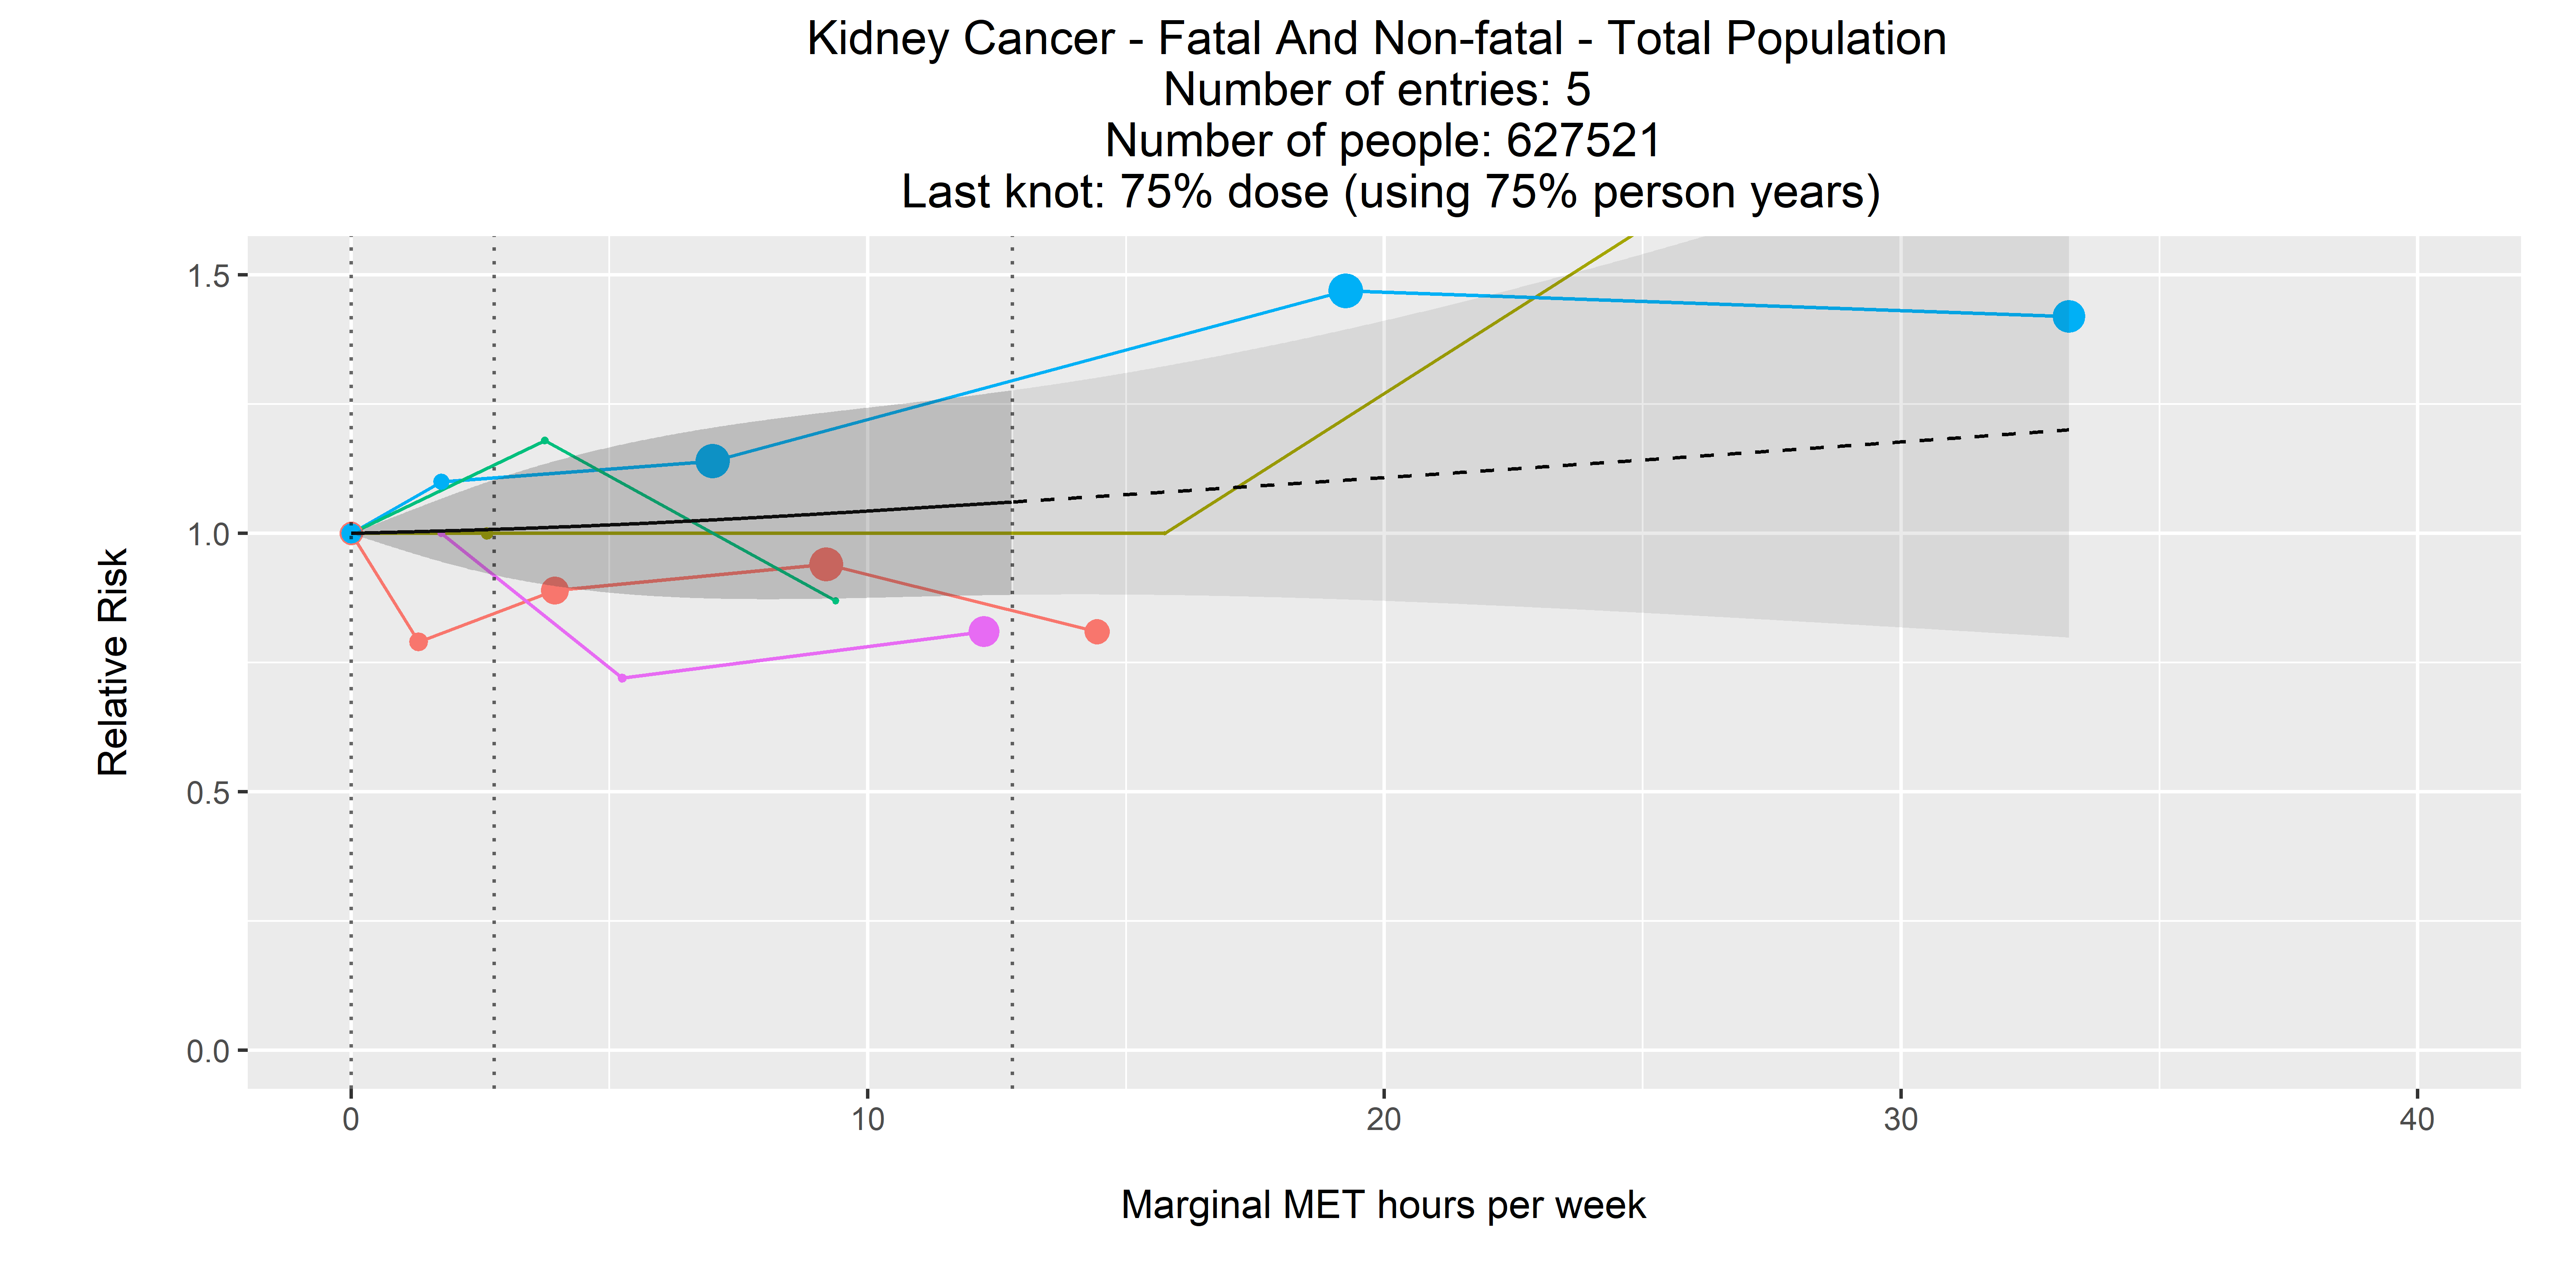 Kidney Cancer - Fatal And Non-fatal - Total Population
Number of entries: 5
Number of people: 627521
Last knot: 75% dose (using 75% person years)
Relative Risk
1.5
1.0
0.5
0.0
0
10
20
30
40
Marginal MET hours per week